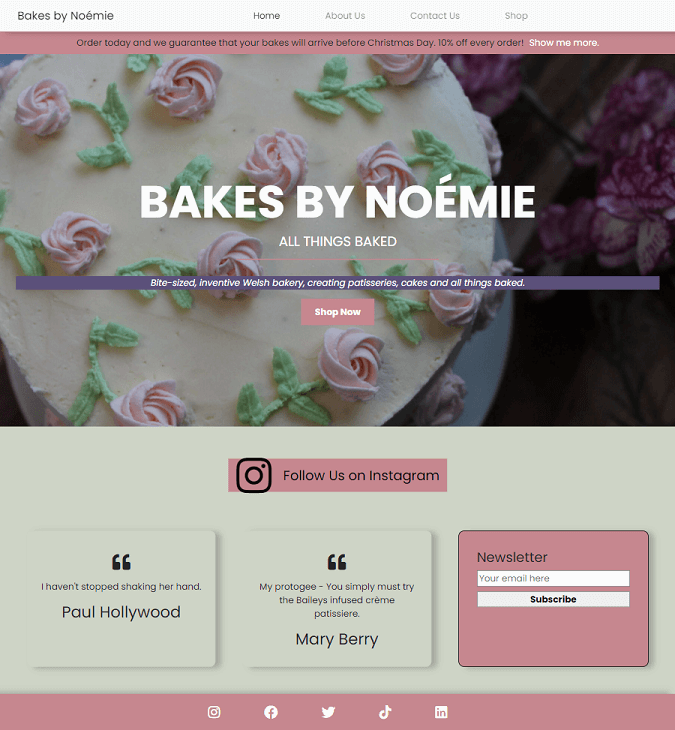 Bakes by Noémie
Home
About Us
Contact Us
Shop
Order today and we guarantee that your bakes will arrive before Christmas Day. 10% off every order! Show me more.
BAKES BY NOÉMIE
ALL THINGS BAKED
Bite-sized, inventive Welsh bakery, creating patisseries, cakes and all things baked.
Shop Now
Follow Us on Instagram
I haven't stopped shaking her hand.
Paul Hollywood
My protogee - You simply must try
the Baileys infused crème
patissiere.
Mary Berry
Newsletter
Your email here
Subscribe